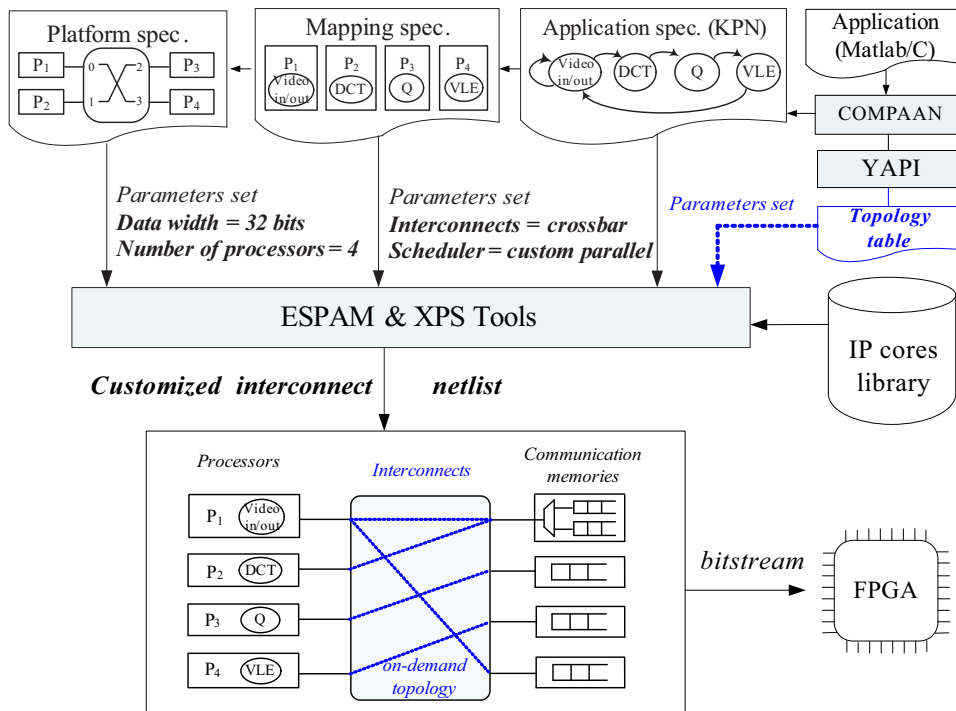 Platform spec.
P1
P2
0
1
2
3
P3
P4
Mapping spec.
P1
Video
in/out
P2
DCT
P3
Q
P4
VLE
Application spec. (KPN)
Video
in/out
DCT
Q
VLE
Application
(Matlab/C)
COMPAAN
YAPI
Topology
table
Parameters set
Data width = 32 bits
Number of processors = 4
Parameters set
Interconnects = crossbar
Scheduler = custom parallel
Parameters set
ESPAM & XPS Tools
IP cores
library
Customized interconnect netlist
Processors
Interconnects
Communication
memories
P1
Video
in/out
P2
DCT
P3
Q
P4
VLE
on-demand
topology
bitstream
FPGA